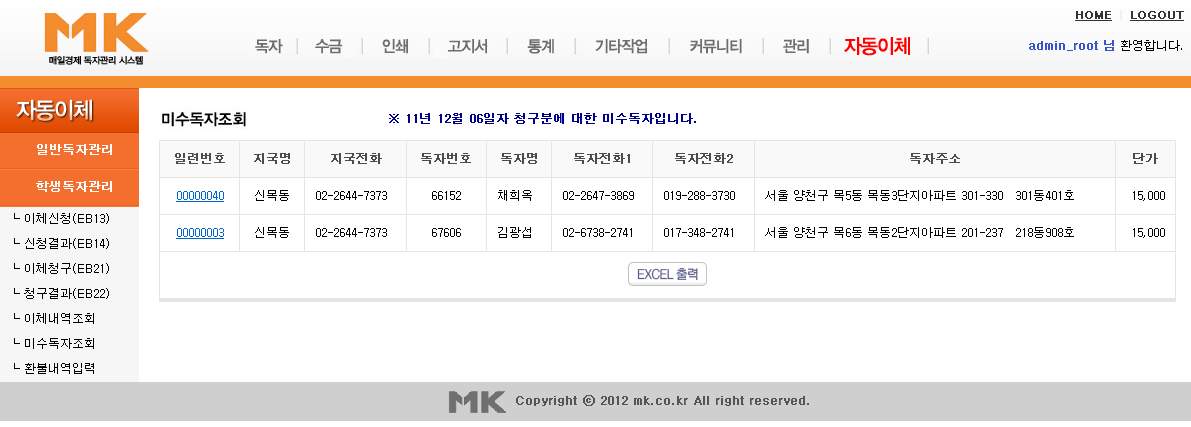 HOME | LOGOUT
MK
매일경제 독자관리 시스템
독자 수금 인쇄 고지서 통계 기타작업 커뮤니티 관리 자동이체
admin_root 님 환영합니다.
자동이체
일반독자관리
학생독자관리
└ 이체신청(EB13)
└ 신청결과(EB14)
└ 이체청구(EB21)
└ 청구결과(EB22)
└ 이체내역조회
└ 미수독자조회
└ 환불내역입력
미수독자조회 ※ 11년 12월 06일자 청구분에 대한 미수독자입니다.
일련번호 지국명 지국전화 독자번호 독자명 독자전화1 독자전화2 독자주소 단가
00000040 신목동 02-2644-7373 66152 채희옥 02-2647-3869 019-288-3730 서울 양천구 목5동 목동3단지아파트 301-330 301동401호 15,000
00000003 신목동 02-2644-7373 67606 김광섭 02-6738-2741 017-348-2741 서울 양천구 목6동 목동2단지아파트 201-237 218동908호 15,000
EXCEL 출력
MK Copyright ⓒ 2012 mk.co.kr All right reserved.